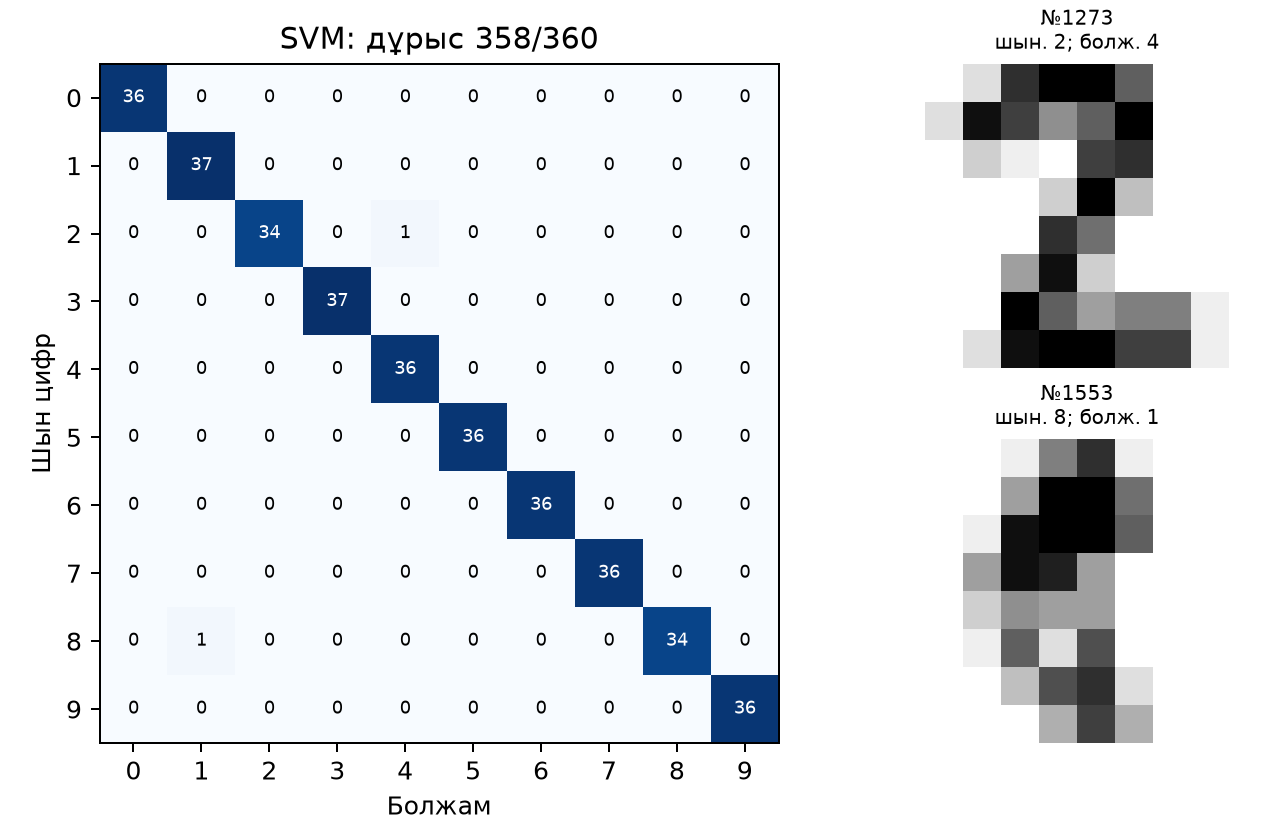 SVM: дұрыс 358/360
Шын цифр
0 36 0 0 0 0 0 0 0 0 0
1 0 37 0 0 0 0 0 0 0 0
2 0 0 34 0 1 0 0 0 0 0
3 0 0 0 37 0 0 0 0 0 0
4 0 0 0 0 36 0 0 0 0 0
5 0 0 0 0 0 36 0 0 0 0
6 0 0 0 0 0 0 36 0 0 0
7 0 0 0 0 0 0 0 36 0 0
8 0 1 0 0 0 0 0 0 34 0
9 0 0 0 0 0 0 0 0 0 36
0 1 2 3 4 5 6 7 8 9
Болжам
№1273
шын. 2; болж. 4
№1553
шын. 8; болж. 1